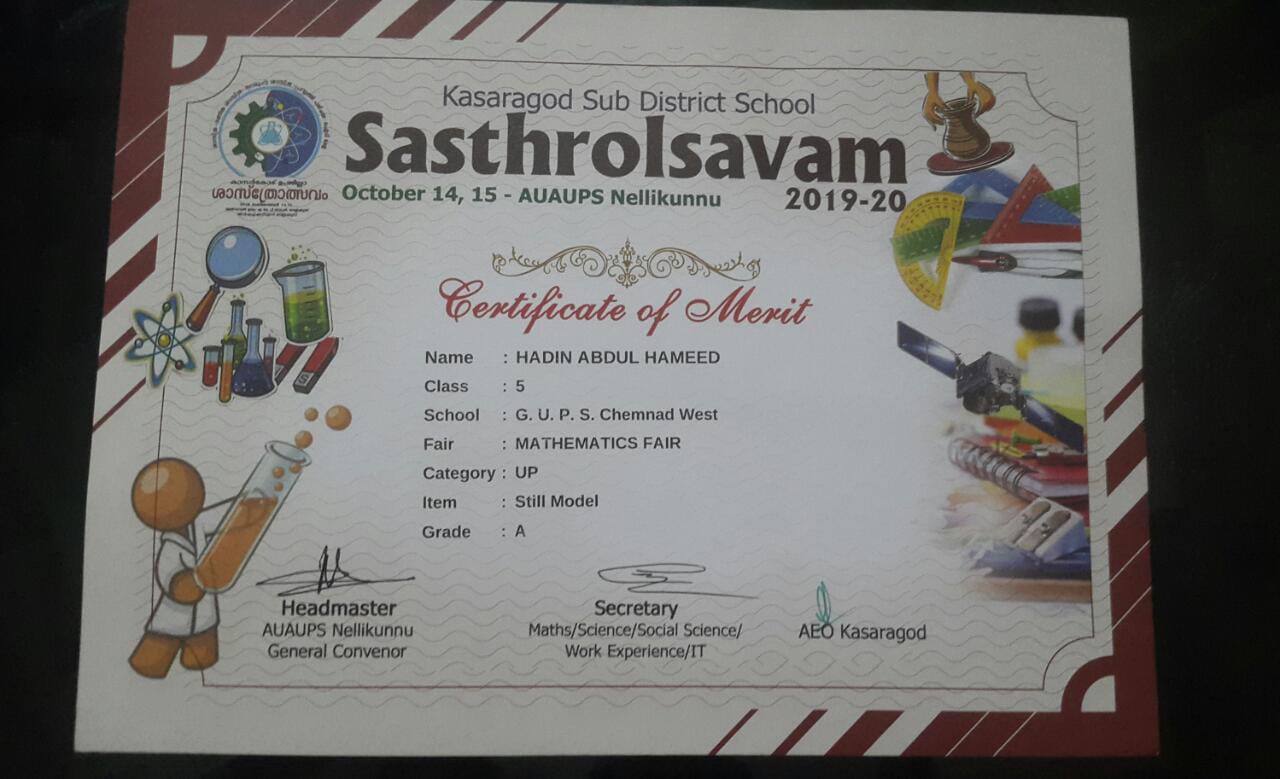 Kasaragod Sub District School
Sasthrolsavam
October 14, 15 - AUAUPS Nellikunnu
2019-20
കാസറഗോഡ് ഉപജില്ലാ
ശാസ്ത്രോത്സവം
Certificate of Merit
Name : HADIN ABDUL HAMEED
Class : 5
School : G. U. P. S. Chemnad West
Fair : MATHEMATICS FAIR
Category : UP
Item : Still Model
Grade : A
Headmaster
AUAUPS Nellikunnu
General Convenor
Secretary
Maths/Science/Social Science/
Work Experience/IT
AEO Kasaragod